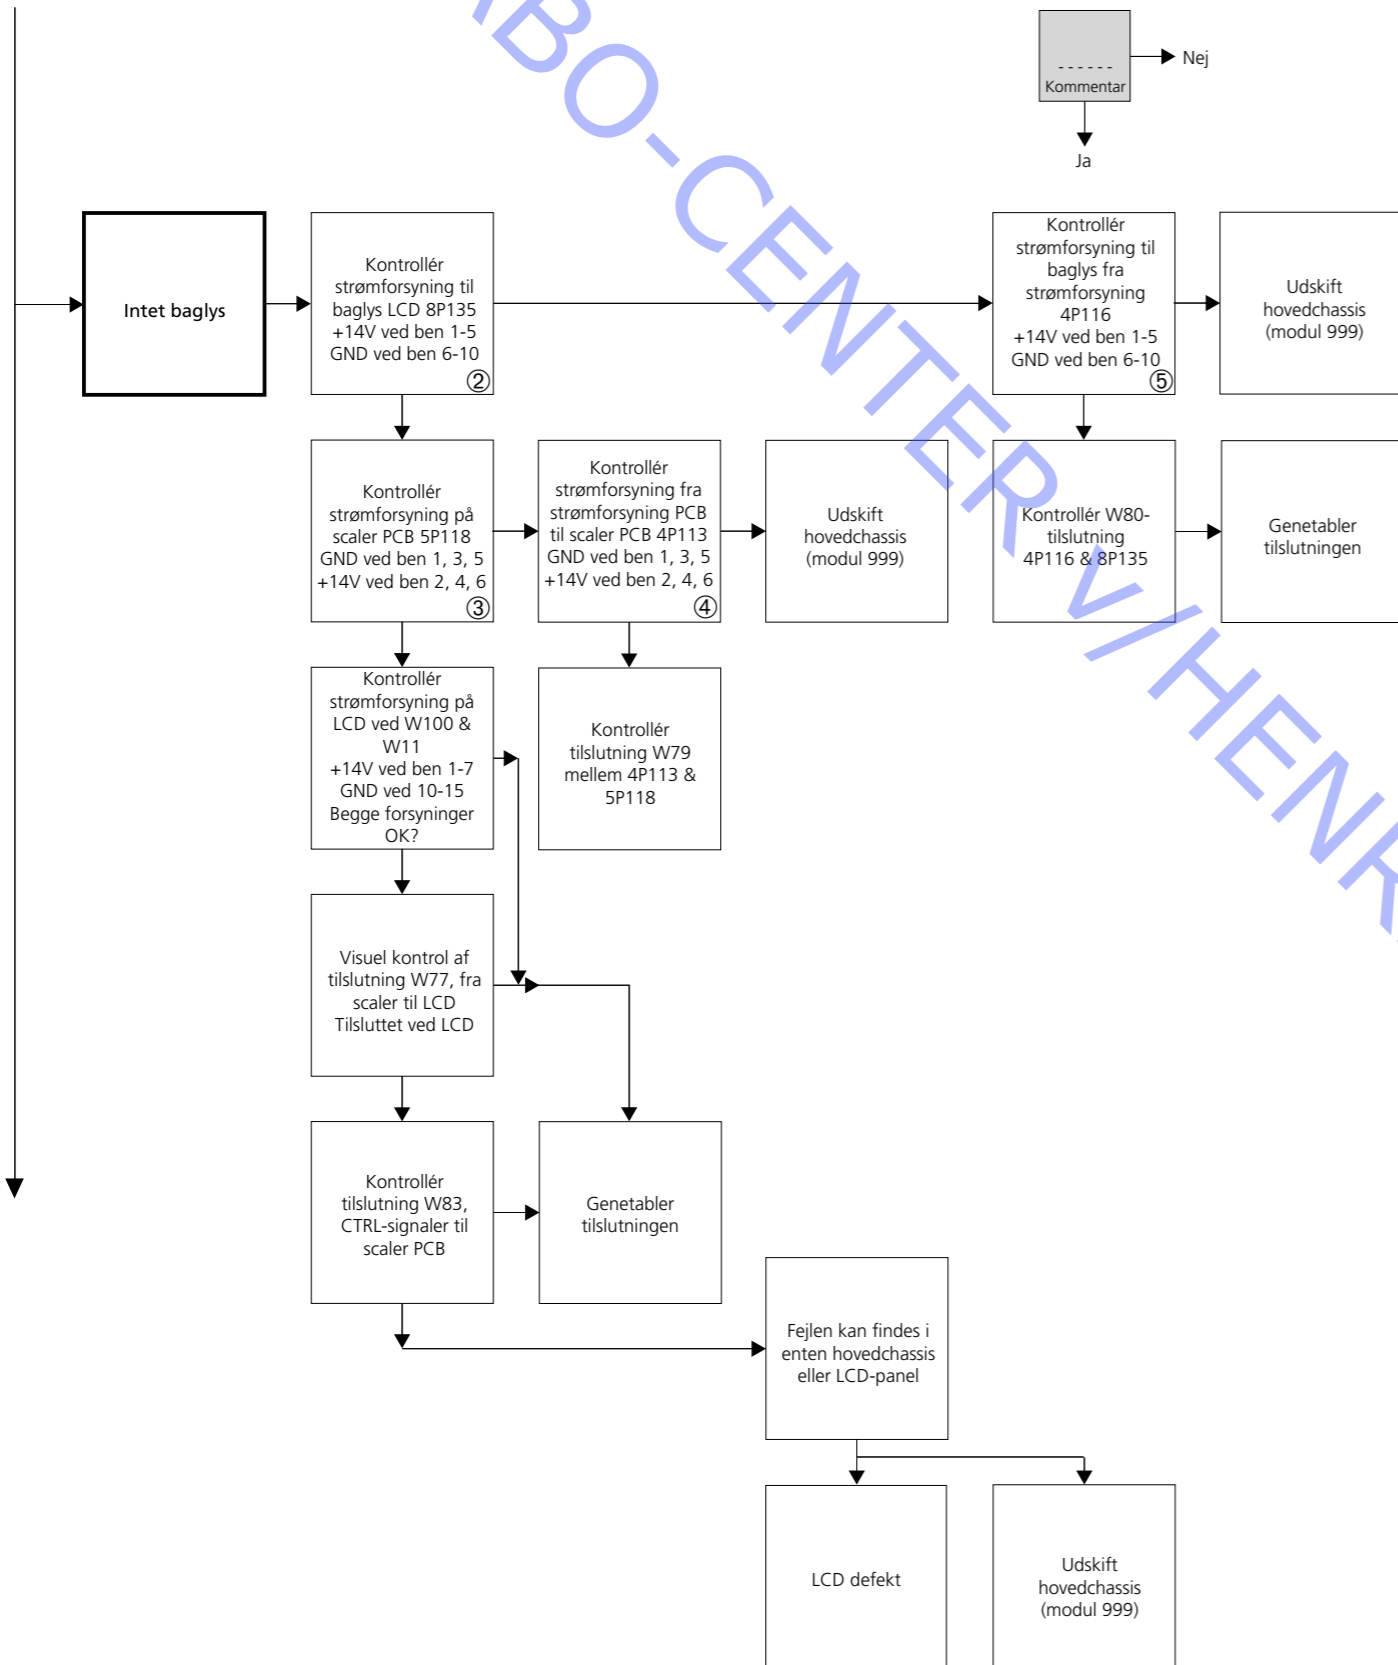 - - - - - -
Kommentar
Nej
Ja
Intet baglys
Kontrollér
strømforsyning til
baglys LCD 8P135
+14V ved ben 1-5
GND ved ben 6-10
②
Kontrollér
strømforsyning til
baglys fra
strømforsyning
4P116
+14V ved ben 1-5
GND ved ben 6-10
⑤
Udskift
hovedchassis
(modul 999)
Kontrollér
strømforsyning på
scaler PCB 5P118
GND ved ben 1, 3, 5
+14V ved ben 2, 4, 6
③
Kontrollér
strømforsyning fra
strømforsyning PCB
til scaler PCB 4P113
GND ved ben 1, 3, 5
+14V ved ben 2, 4, 6
④
Udskift
hovedchassis
(modul 999)
Kontrollér W80-
tilslutning
4P116 & 8P135
Genetabler
tilslutningen
Kontrollér
strømforsyning på
LCD ved W100 &
W11
+14V ved ben 1-7
GND ved 10-15
Begge forsyninger
OK?
Kontrollér
tilslutning W79
mellem 4P113 &
5P118
Visuel kontrol af
tilslutning W77, fra
scaler til LCD
Tilsluttet ved LCD
Kontrollér
tilslutning W83,
CTRL-signaler til
scaler PCB
Genetabler
tilslutningen
Fejlen kan findes i
enten hovedchassis
eller LCD-panel
LCD defekt
Udskift
hovedchassis
(modul 999)
BO-CENTER v/HENR